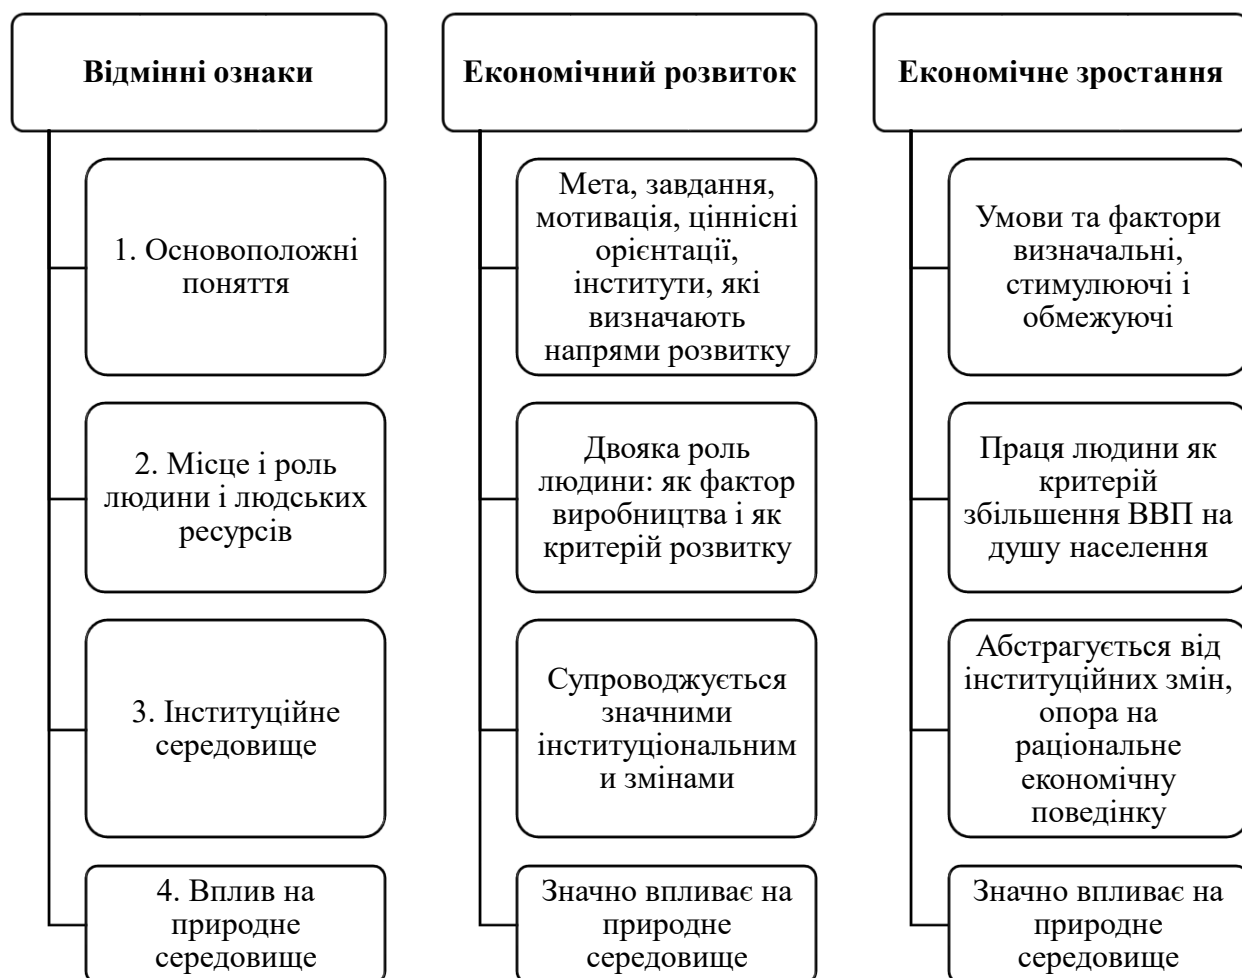 Відмінні ознаки
Економічний розвиток
Економічне зростання
1. Основоположні
поняття
Мета, завдання,
мотивація, ціннісні
орієнтації,
інститути, які
визначають
напрями розвитку
Умови та фактори
визначальні,
стимулюючі і
обмежуючі
2. Місце і роль
людини і людських
ресурсів
Двояка роль
людини: як фактор
виробництва і як
критерій розвитку
Праця людини як
критерій
збільшення ВВП на
душу населення
3. Інституційне
середовище
Супроводжується
значними
інституціональним
и змінами
Абстрагується від
інституційних змін,
опора на
раціональне
економічну
поведінку
4. Вплив на
природне
середовище
Значно впливає на
природне
середовище
Значно впливає на
природне
середовище